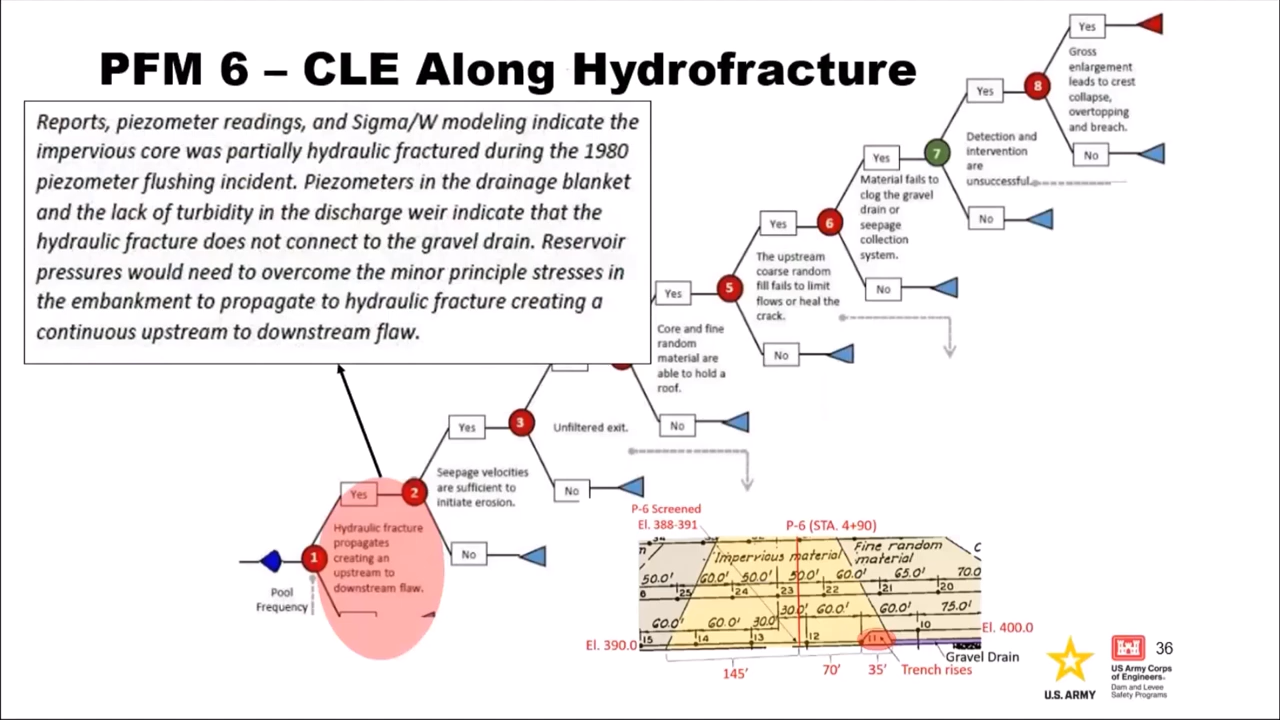 PFM 6 – CLE Along Hydrofracture
Reports, piezometer readings, and Sigma/W modeling indicate the
impervious core was partially hydraulic fractured during the 1980
piezometer flushing incident. Piezometers in the drainage blanket
and the lack of turbidity in the discharge weir indicate that the
hydraulic fracture does not connect to the gravel drain. Reservoir
pressures would need to overcome the minor principle stresses in
the embankment to propagate to hydraulic fracture creating a
continuous upstream to downstream flaw.
Yes
Gross
enlargement
leads to crest
collapse,
overtopping
and breach.
No
8
Yes
Detection and
intervention
are
unsuccessful.
No
7
Yes
Material fails to
clog the gravel
drain or
seepage
collection
system.
No
6
Yes
The upstream
coarse random
fill fails to limit
flows or heal the
crack.
No
5
Yes
Core and fine
random
material are
able to hold a
roof.
No
Unfiltered exit.
No
3
Yes
Seepage velocities
are sufficient to
initiate erosion.
No
2
Yes
Hydraulic fracture
propagates
creating an
upstream to
downstream flaw.
1
Pool
Frequency
P-6 Screened
El. 388-391
P-6 (STA. 4+90)
Impervious material
Fine random
material
50.0' 60.0' 50.0' 50.0' 60.0' 65.0' 70.0
25 24 23 22 21 20
60.0' 60.0' 30.0' 30.0' 60.0' 60.0' 75.0'
15 14 13 12 11 10
El. 390.0
El. 400.0
Gravel Drain
145' 70' 35' Trench rises
U.S. ARMY
US Army Corps
of Engineers®
Dam and Levee
Safety Programs
36